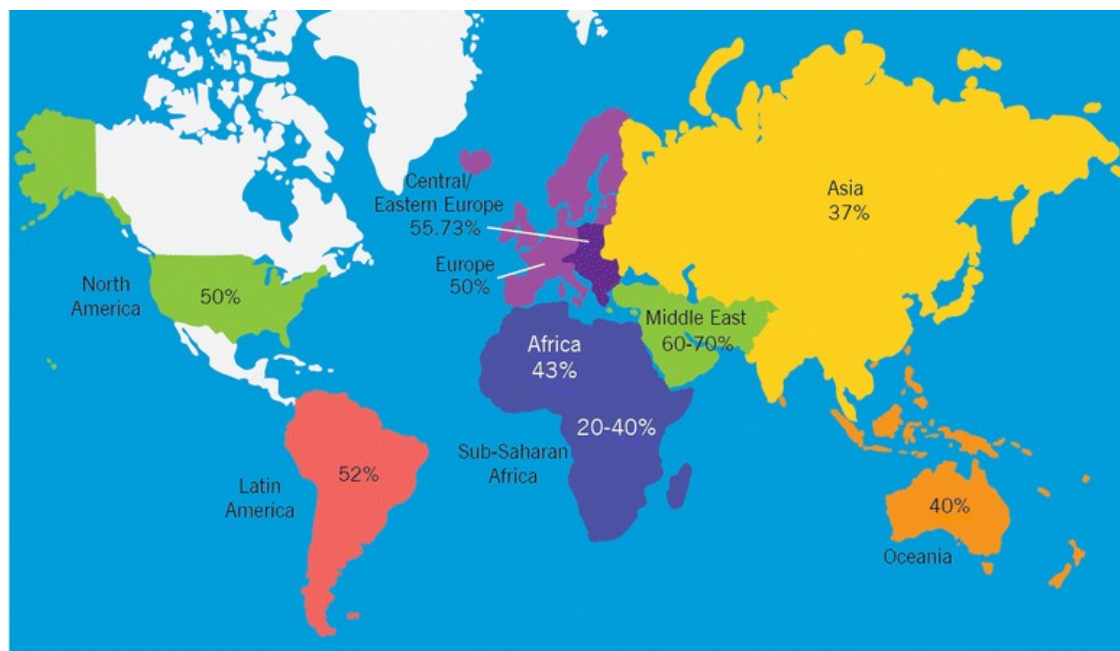 North
America
50%
Latin
America
52%
Central/
Eastern Europe
55.73%
Europe
50%
Africa
43%
20-40%
Sub-Saharan
Africa
Middle East
60-70%
Asia
37%
40%
Oceania